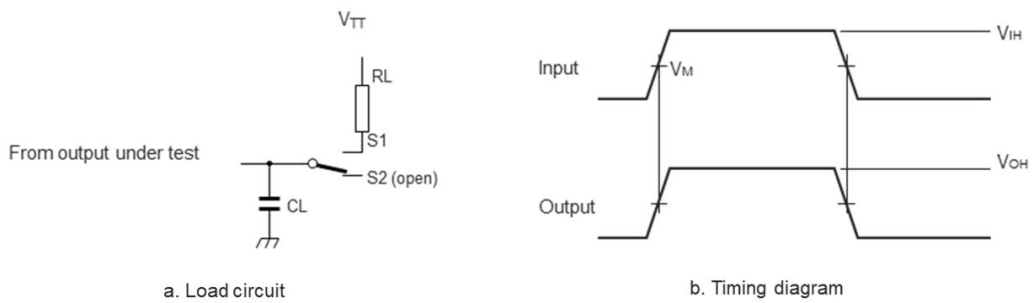 VTT
RL
S1
From output under test
S2 (open)
CL
a. Load circuit
VIH
Input
VM
VOH
Output
b. Timing diagram